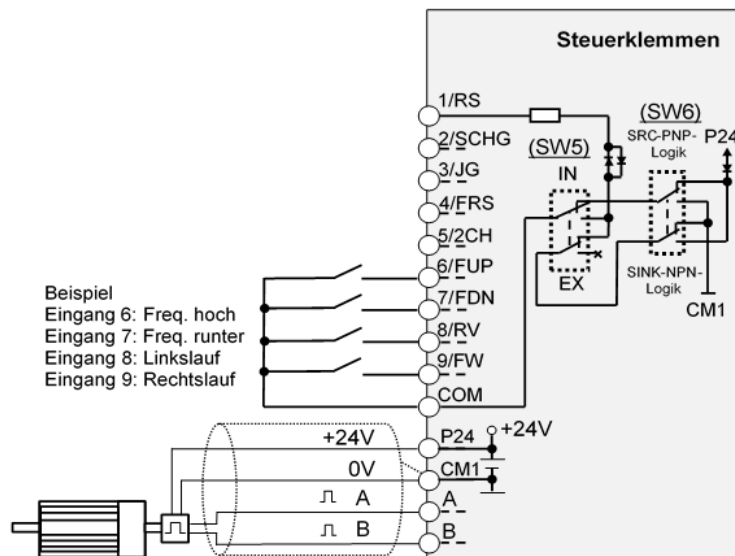 Steuerklemmen
1/RS
2/SCHG
3/JG
4/FRS
5/2CH
6/FUP
7/FDN
8/RV
9/FW
COM
P24
CM1
A
B
(SW5)
IN
EX
(SW6)
SRC-PNP-
Logik
P24
SINK-NPN-
Logik
CM1
+24V
Beispiel
Eingang 6: Freq. hoch
Eingang 7: Freq. runter
Eingang 8: Linkslauf
Eingang 9: Rechtslauf
+24V
0V
A
B